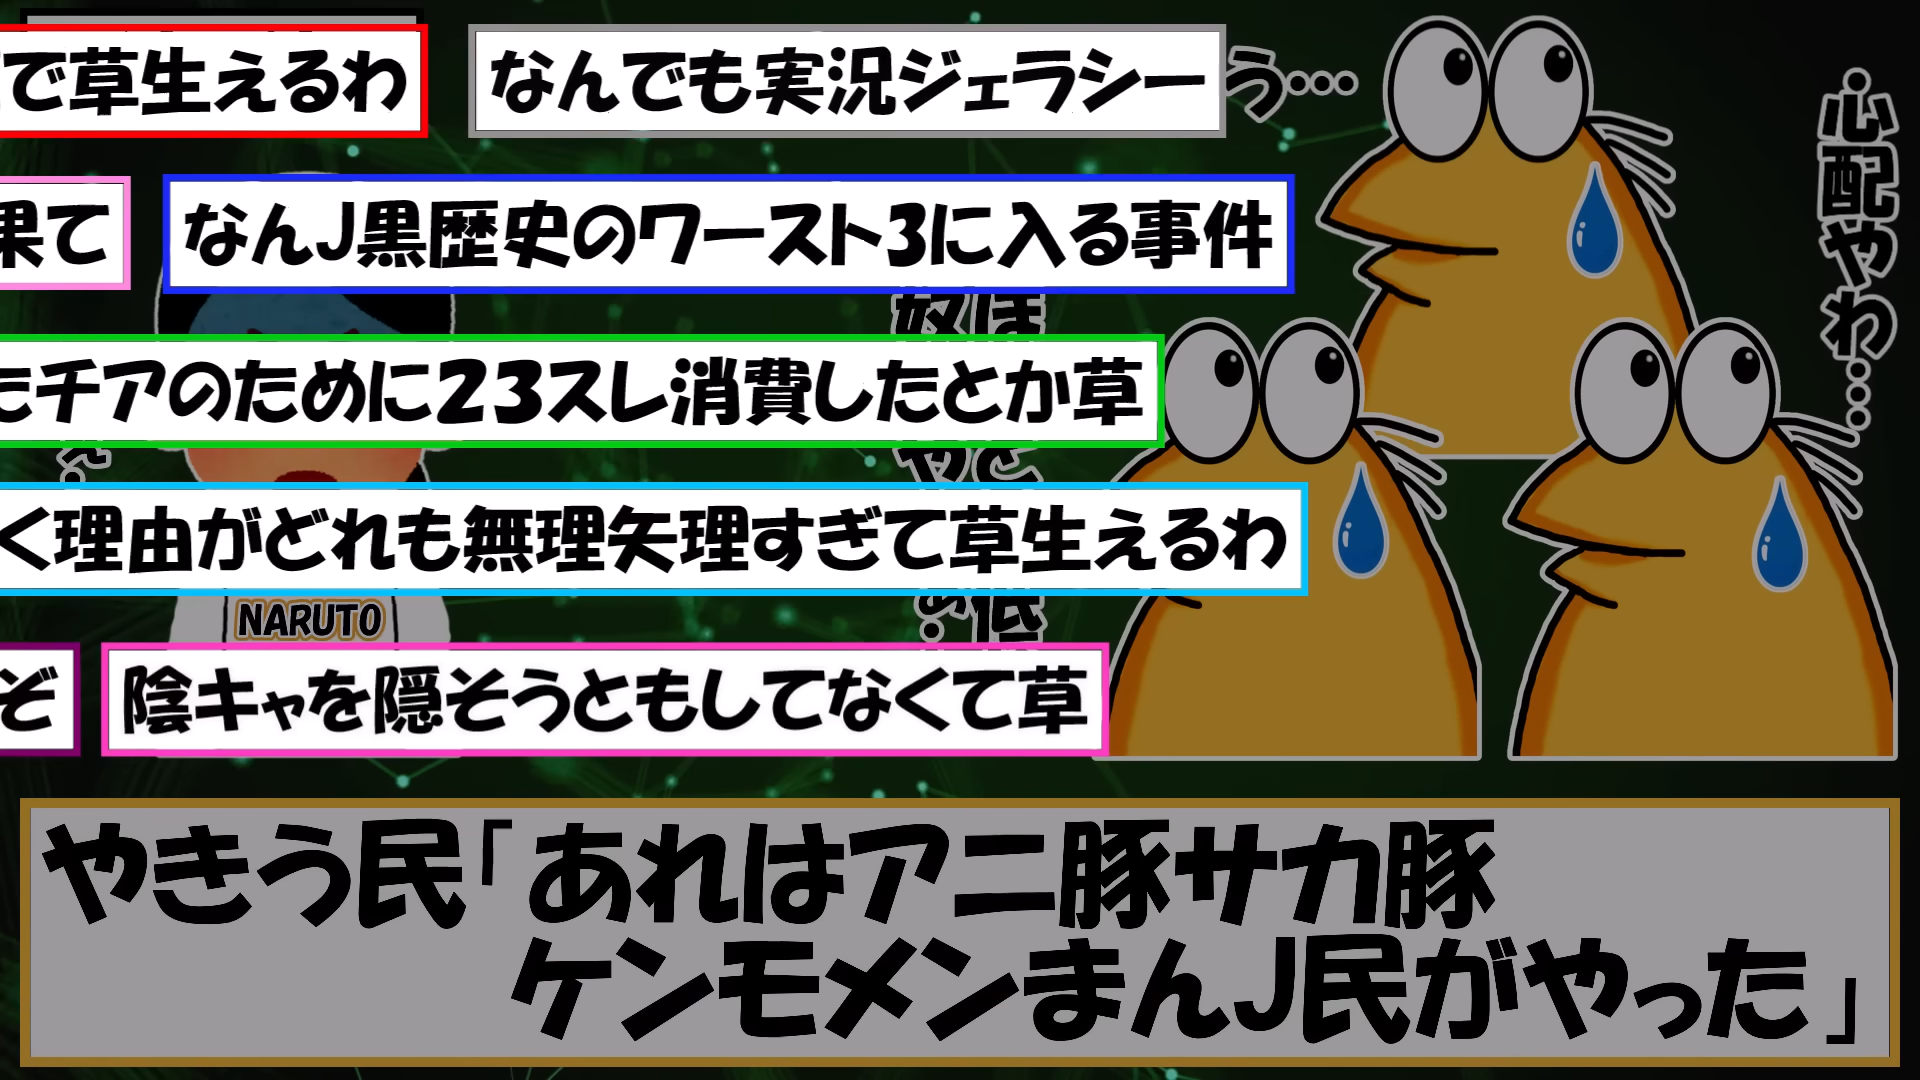 で草生えるわ
なんでも実況ジェラシー
う…
心配やわ…
果て
なんJ黒歴史のワースト3に入る事件
たチアのために23スレ消費したとか草
く理由がどれも無理矢理すぎて草生えるわ
NARUTO
ぞ
陰キャを隠そうともしてなくて草
やきう民「あれはアニ豚サカ豚
ケンモメンまんJ民がやった」